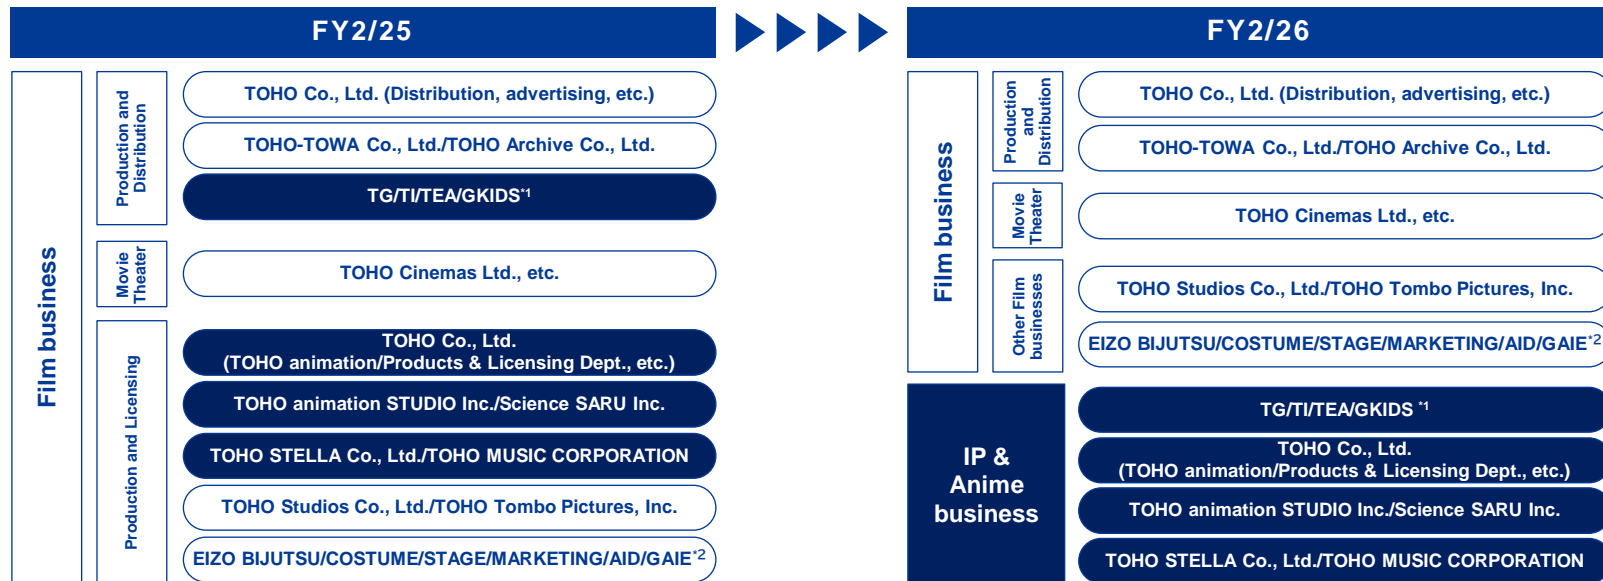 FY2/25
Film business
Production and
Distribution
TOHO Co., Ltd. (Distribution, advertising, etc.)
TOHO-TOWA Co., Ltd./TOHO Archive Co., Ltd.
TG/TI/TEA/GKIDS*1
Movie
Theater
TOHO Cinemas Ltd., etc.
Production and Licensing
TOHO Co., Ltd.
(TOHO animation/Products & Licensing Dept., etc.)
TOHO animation STUDIO Inc./Science SARU Inc.
TOHO STELLA Co., Ltd./TOHO MUSIC CORPORATION
TOHO Studios Co., Ltd./TOHO Tombo Pictures, Inc.
EIZO BIJUTSU/COSTUME/STAGE/MARKETING/AID/GAIE*2
FY2/26
Film business
Production
and
Distribution
TOHO Co., Ltd. (Distribution, advertising, etc.)
TOHO-TOWA Co., Ltd./TOHO Archive Co., Ltd.
Movie
Theater
TOHO Cinemas Ltd., etc.
Other Film
businesses
TOHO Studios Co., Ltd./TOHO Tombo Pictures, Inc.
EIZO BIJUTSU/COSTUME/STAGE/MARKETING/AID/GAIE*2
IP &
Anime
business
TG/TI/TEA/GKIDS *1
TOHO Co., Ltd.
(TOHO animation/Products & Licensing Dept., etc.)
TOHO animation STUDIO Inc./Science SARU Inc.
TOHO STELLA Co., Ltd./TOHO MUSIC CORPORATION